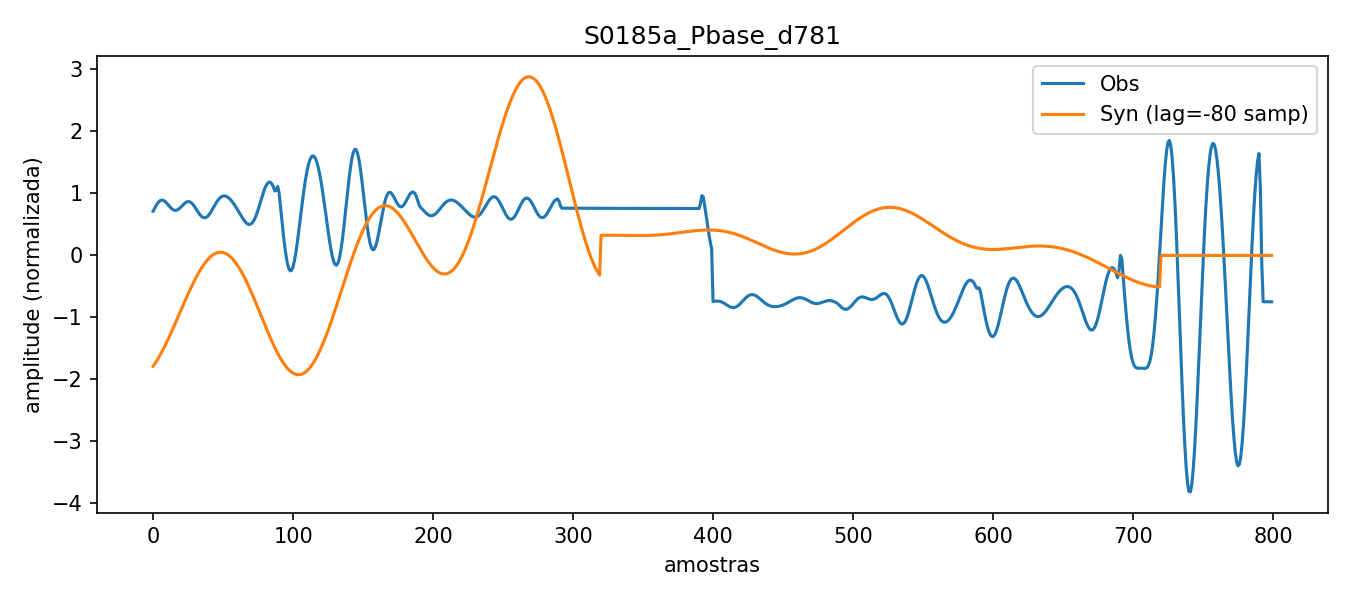 S0185a_Pbase_d781
Obs
Syn (lag=-80 samp)
amplitude (normalizada)
3
2
1
0
−1
−2
−3
−4
0 100 200 300 400 500 600 700 800
amostras